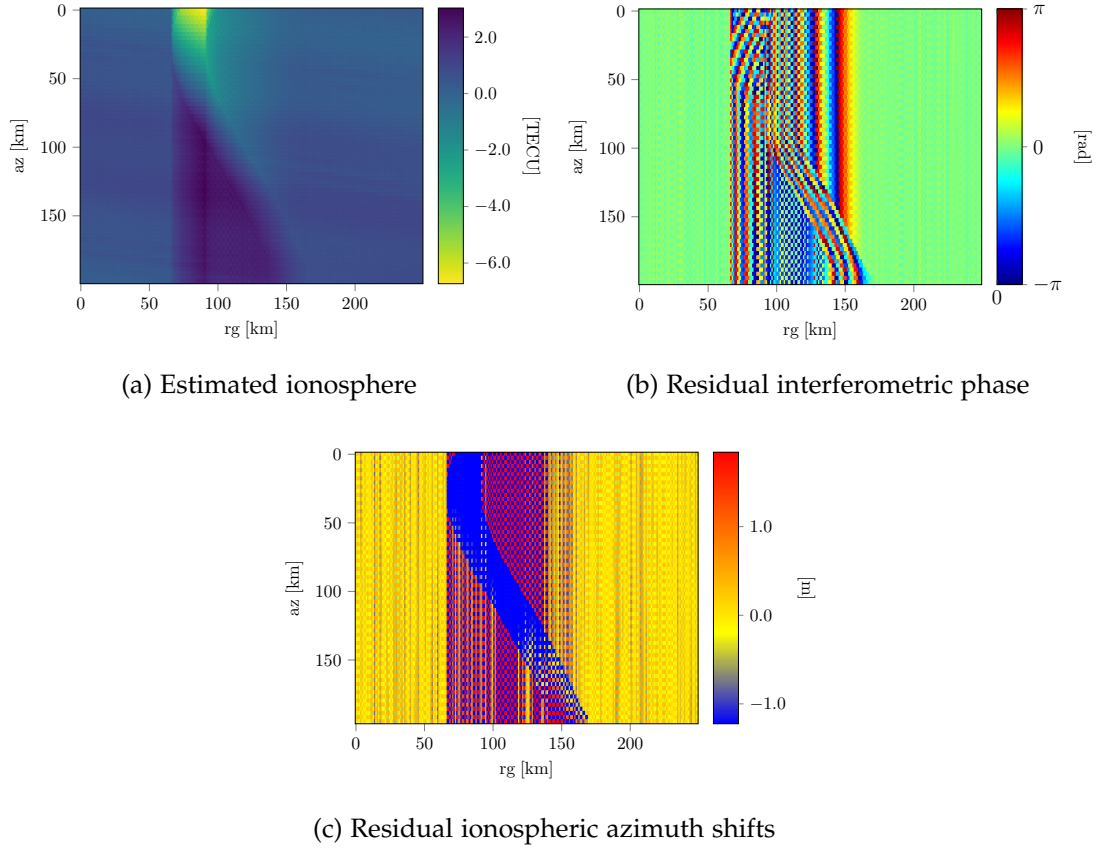 0
50
100
150
az [km]
0
50
100
150
200
rg [km]
2.0
0.0
−2.0
−4.0
−6.0
[TECU]
(a) Estimated ionosphere
0
50
100
150
az [km]
0
50
100
150
200
rg [km]
π
0
−π
0
[rad]
(b) Residual interferometric phase
0
50
100
150
az [km]
0
50
100
150
200
rg [km]
1.0
0.0
−1.0
[m]
(c) Residual ionospheric azimuth shifts